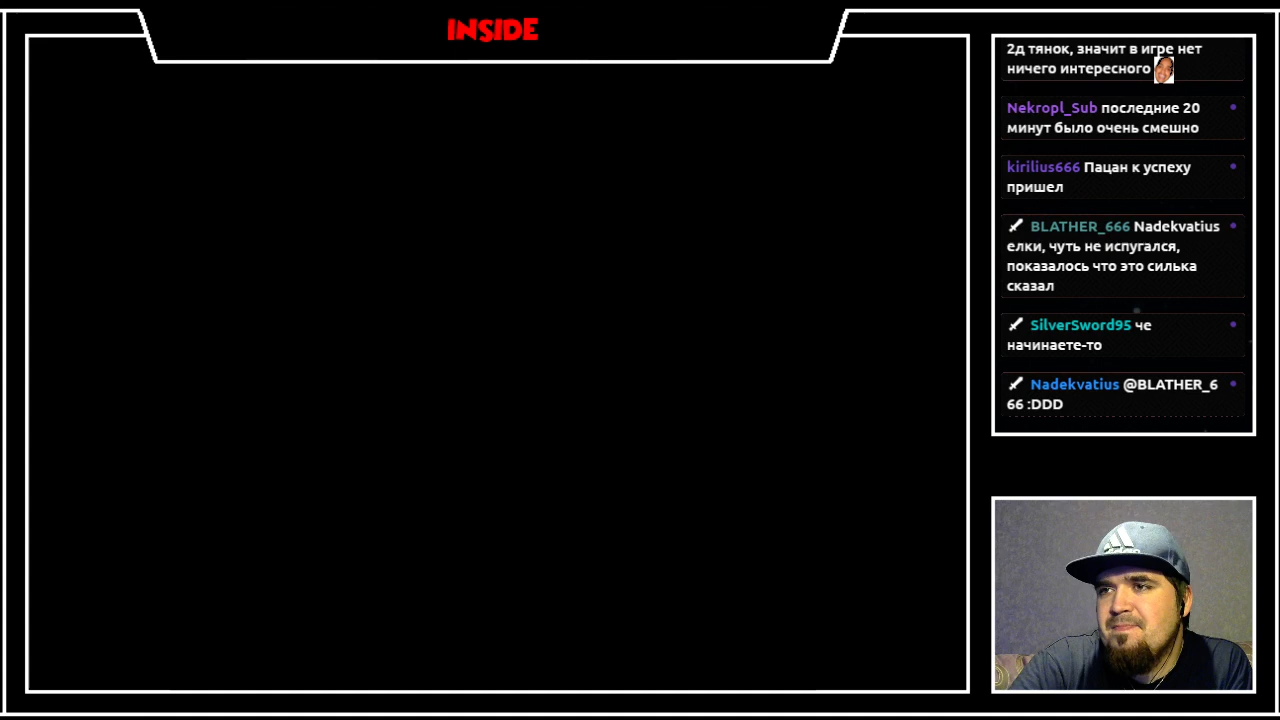 INSIDE
2д тянок, значит в игре нет
ничего интересного
Nekropl_Sub последние 20
минут было очень смешно
kirilius666 Пацан к успеху
пришел
BLATHER_666 Nadekvatius
елки, чуть не испугался,
показалось что это силька
сказал
SilverSword95 че
начинаете-то
Nadekvatius @BLATHER_6
66 :DDD